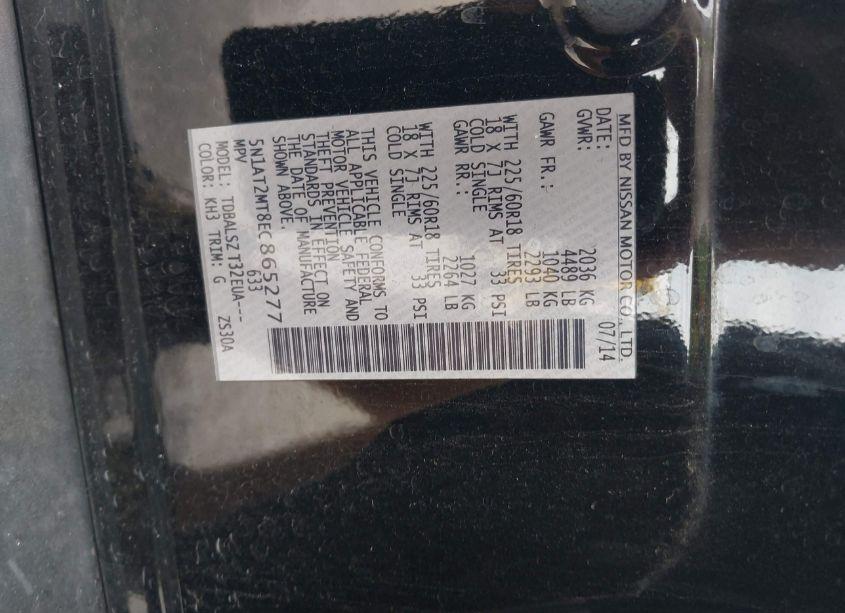 MFD BY NISSAN MOTOR CO., LTD.
DATE: 07/14
GVWR: 2036 KG
4489 LB
GAWR FR.: 1040 KG
2293 LB
WITH 225/60R18 TIRES
18 X 7J RIMS AT 33 PSI
COLD SINGLE
GAWR RR.: 1027 KG
2264 LB
WITH 225/60R18 TIRES
18 X 7J RIMS AT 33 PSI
COLD SINGLE
THIS VEHICLE CONFORMS TO
ALL APPLICABLE FEDERAL
MOTOR VEHICLE SAFETY AND
THEFT PREVENTION
STANDARDS IN EFFECT ON
THE DATE OF MANUFACTURE
SHOWN ABOVE.
5N1AT2MT8EC865277
MPV 633
MODEL: TDBALSZ T32EUA---
COLOR: KH3 TRIM: G ZS30A